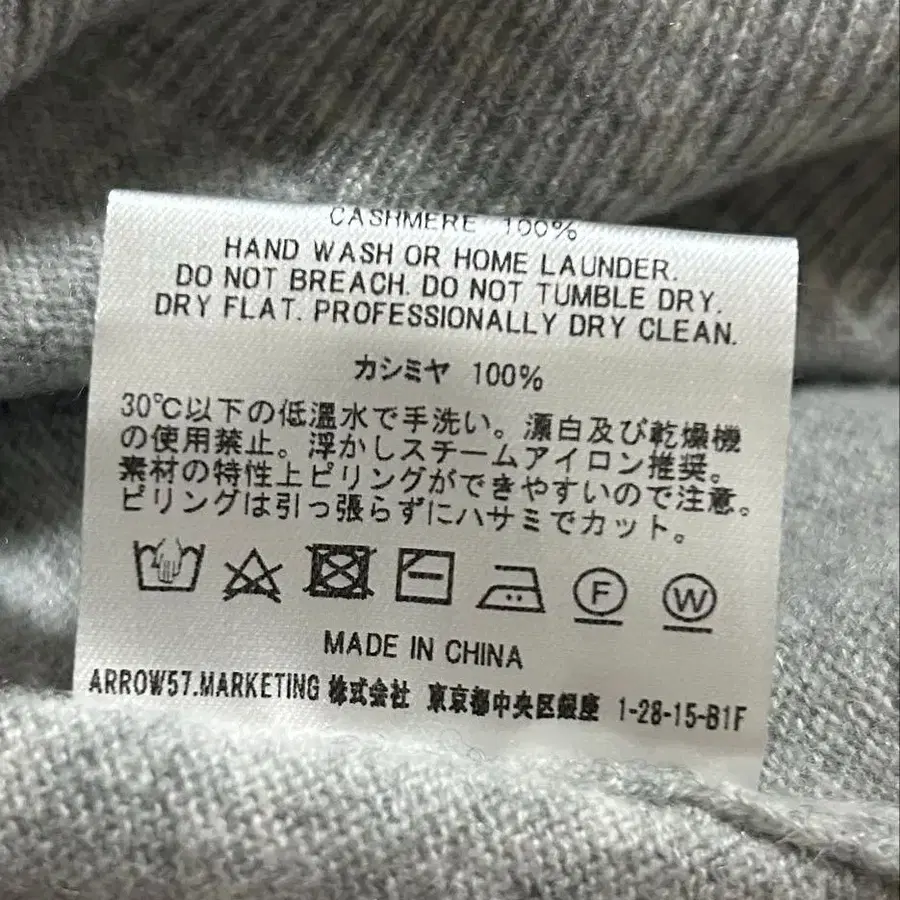 CASHMERE 100%
HAND WASH OR HOME LAUNDER.
DO NOT BREACH. DO NOT TUMBLE DRY.
DRY FLAT. PROFESSIONALLY DRY CLEAN.
カシミヤ 100%
30℃以下の低温水で手洗い。漂白及び乾燥機
の使用禁止。浮かしスチームアイロン推奨。
素材の特性上ピリングができやすいので注意。
ピリングは引っ張らずにハサミでカット。
F W
MADE IN CHINA
ARROW57.MARKETING 株式会社 東京都中央区銀座 1-28-15-B1F